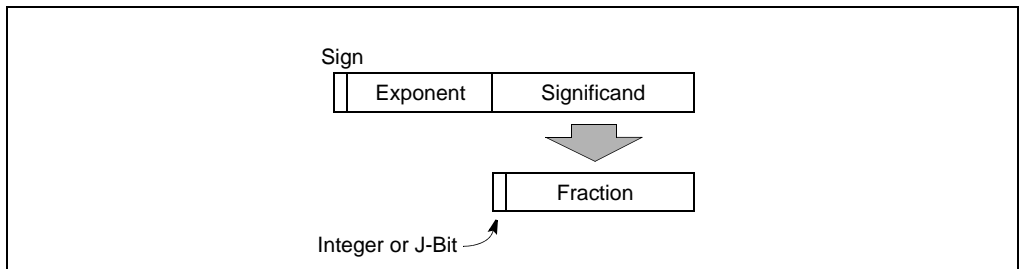 Sign
Exponent Significand
Fraction
Integer or J-Bit